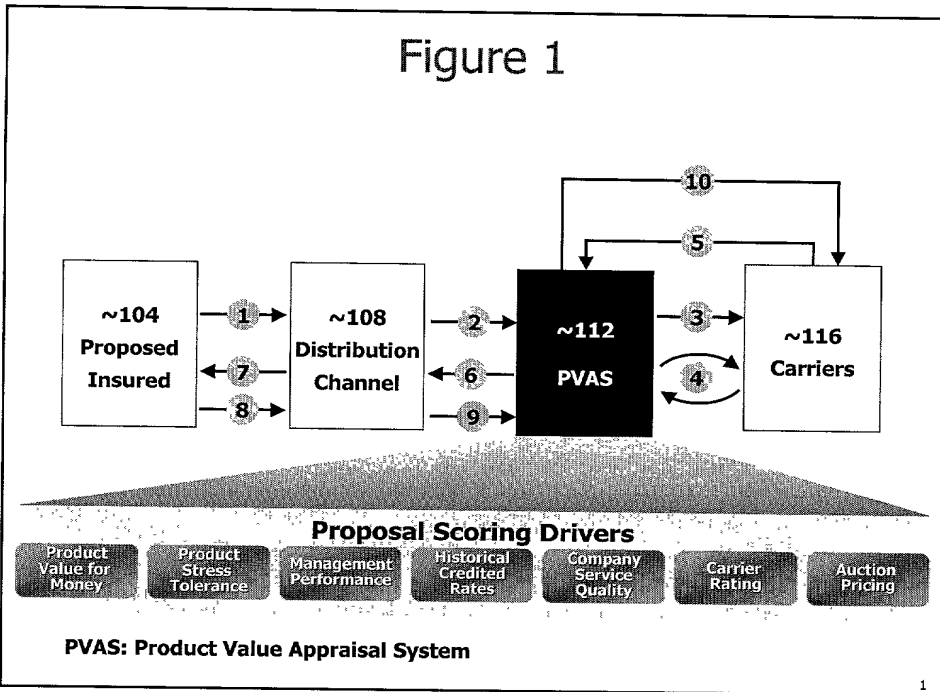 Figure 1
10
5
~104
Proposed
Insured
1
7
8
~108
Distribution
Channel
2
6
9
~112
PVAS
3
4
~116
Carriers
Proposal Scoring Drivers
Product
Value for
Money
Product
Stress
Tolerance
Management
Performance
Historical
Credited
Rates
Company
Service
Quality
Carrier
Rating
Auction
Pricing
PVAS: Product Value Appraisal System
1